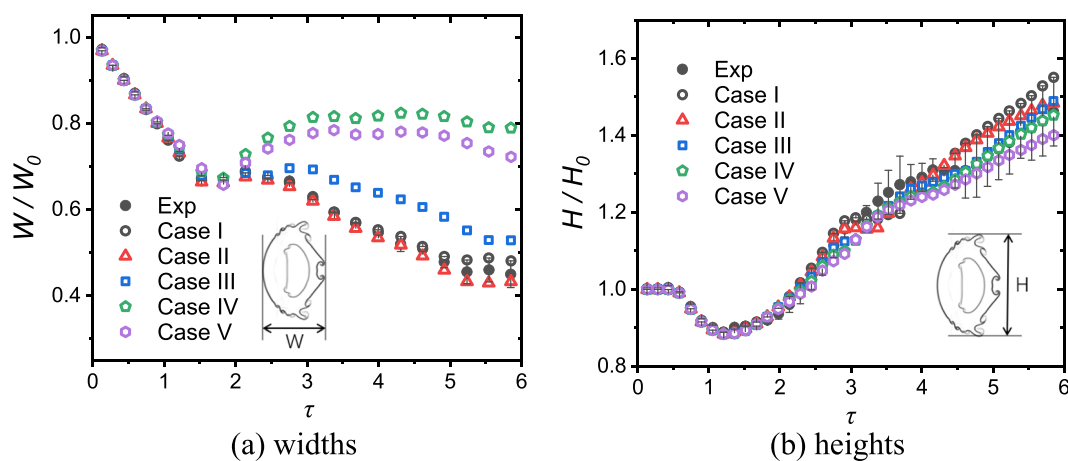 W / W0
1.0
0.8
0.6
0.4
Exp
Case I
Case II
Case III
Case IV
Case V
W
0 1 2 3 4 5 6
τ
(a) widths
H / H0
1.6
1.4
1.2
1.0
0.8
Exp
Case I
Case II
Case III
Case IV
Case V
H
0 1 2 3 4 5 6
τ
(b) heights